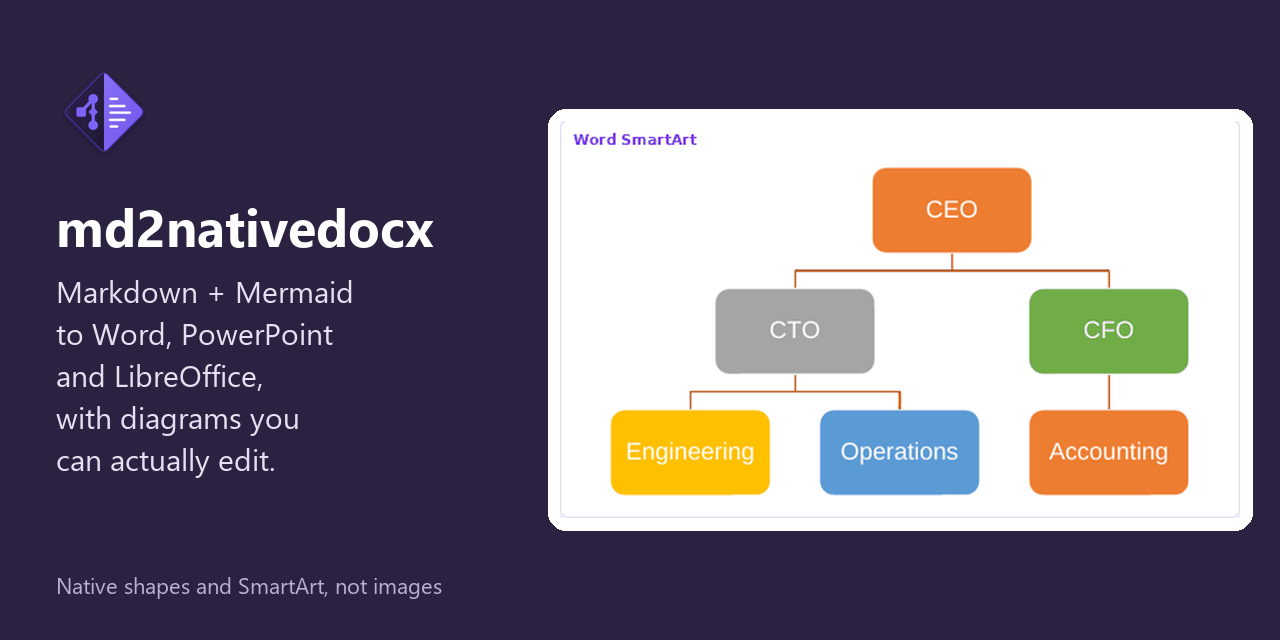 md2nativedocx
Markdown + Mermaid
to Word, PowerPoint
and LibreOffice,
with diagrams you
can actually edit.
Native shapes and SmartArt, not images
Word SmartArt
CEO
CTO
CFO
Engineering
Operations
Accounting